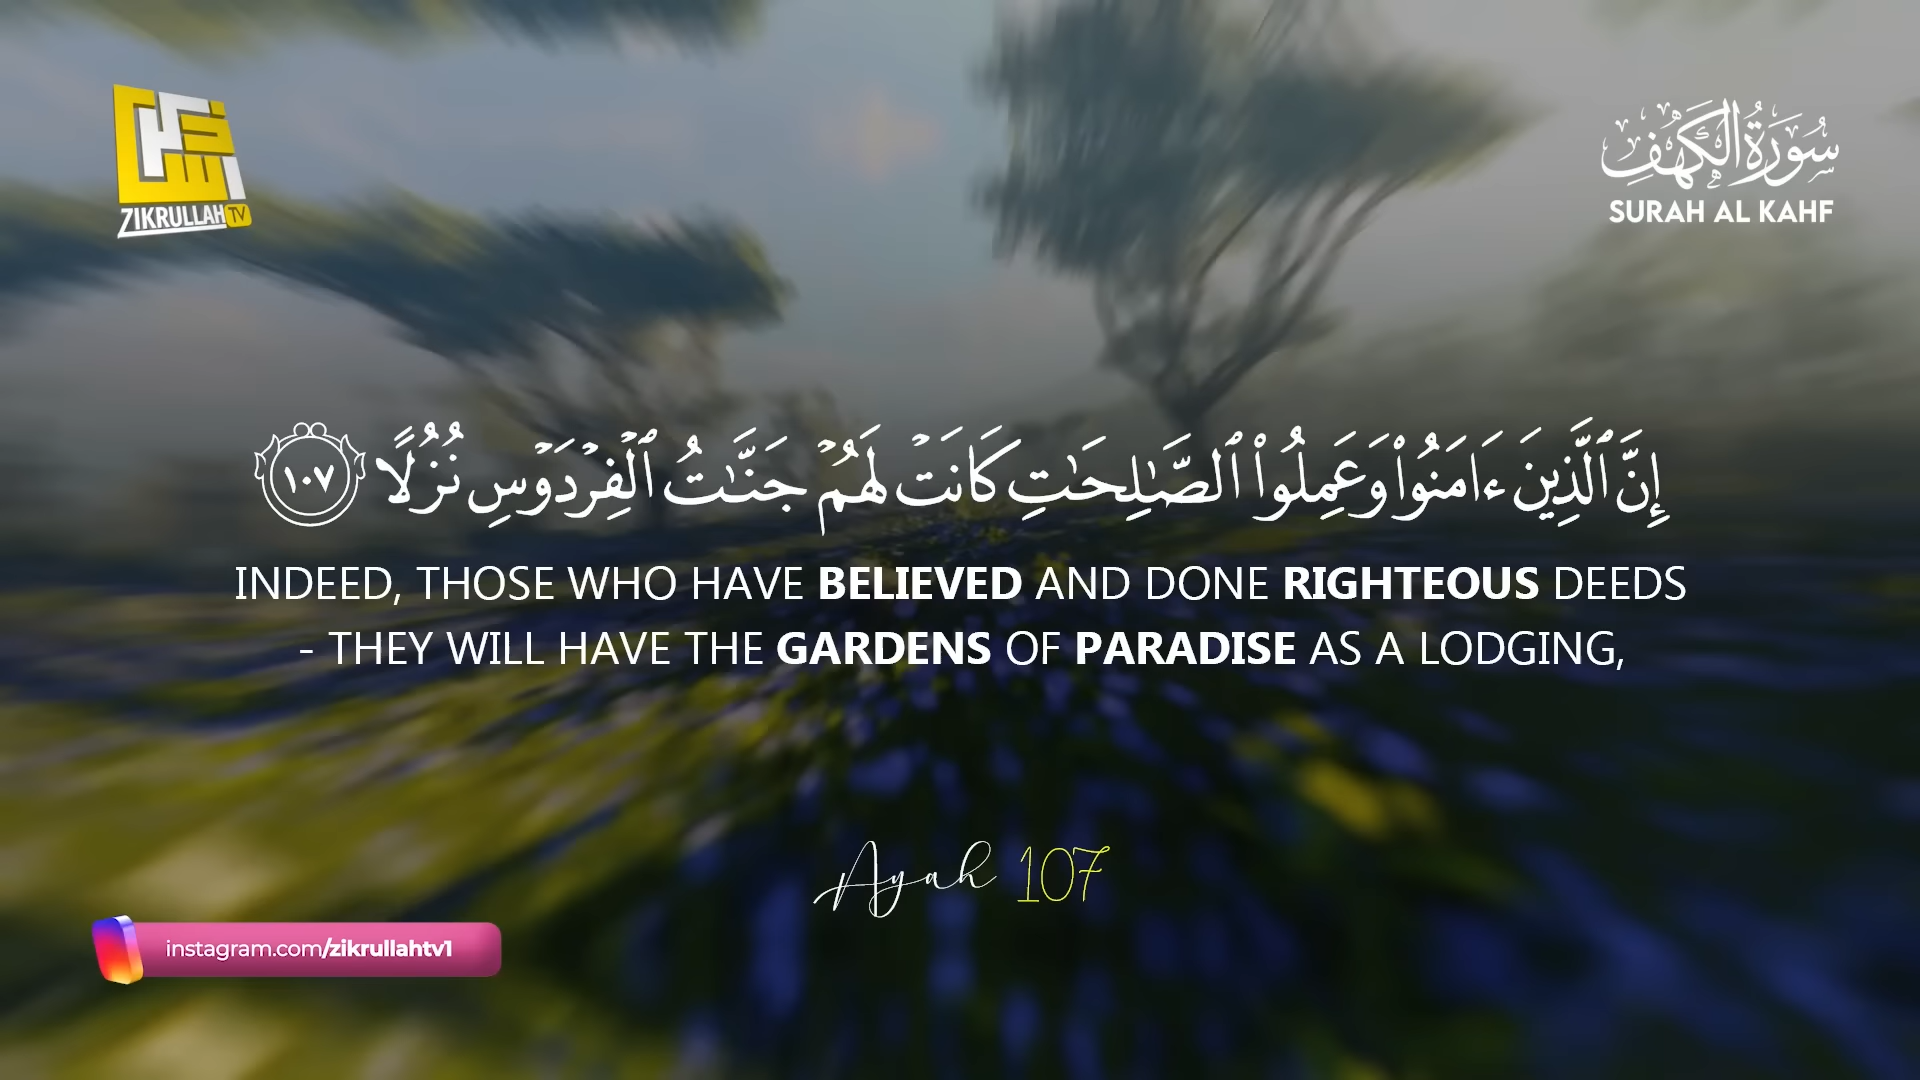 ZIKRULLAH TV
سُورَةُ الْكَهْفِ
SURAH AL KAHF
إِنَّ ٱلَّذِينَ ءَامَنُوا۟ وَعَمِلُوا۟ ٱلصَّـٰلِحَـٰتِ كَانَتْ لَهُمْ جَنَّـٰتُ ٱلْفِرْدَوْسِ نُزُلًا ١٠٧
INDEED, THOSE WHO HAVE BELIEVED AND DONE RIGHTEOUS DEEDS
- THEY WILL HAVE THE GARDENS OF PARADISE AS A LODGING,
Ayah 107
instagram.com/zikrullahtv1